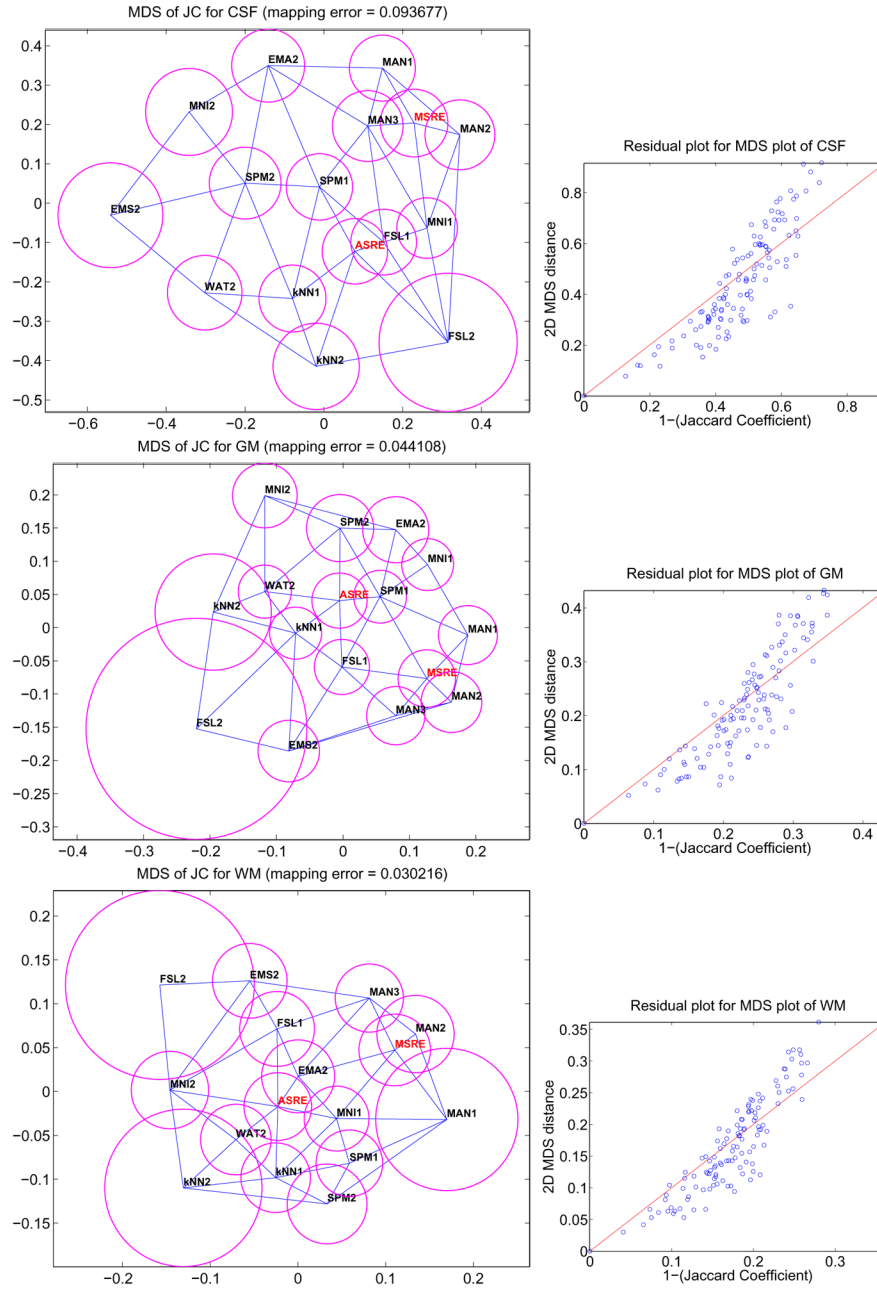 MDS of JC for CSF (mapping error = 0.093677)
0.4
0.3
0.2
0.1
0
−0.1
−0.2
−0.3
−0.4
−0.5
EMA2
MAN1
MNI2
MAN3
MSRE
MAN2
SPM2
SPM1
EMS2
MNI1
FSL1
ASRE
WAT2
kNN1
FSL2
kNN2
−0.6
−0.4
−0.2
0
0.2
0.4
Residual plot for MDS plot of CSF
2D MDS distance
0.8
0.6
0.4
0.2
0
0
0.2
0.4
0.6
0.8
1−(Jaccard Coefficient)
MDS of JC for GM (mapping error = 0.044108)
0.2
0.15
0.1
0.05
0
−0.05
−0.1
−0.15
−0.2
−0.25
−0.3
MNI2
SPM2
EMA2
MNI1
WAT2
ASRE
SPM1
kNN2
kNN1
MAN1
FSL1
MSRE
MAN2
FSL2
MAN3
EMS2
−0.4
−0.3
−0.2
−0.1
0
0.1
0.2
Residual plot for MDS plot of GM
2D MDS distance
0.4
0.3
0.2
0.1
0
0
0.1
0.2
0.3
0.4
1−(Jaccard Coefficient)
MDS of JC for WM (mapping error = 0.030216)
0.2
0.15
0.1
0.05
0
−0.05
−0.1
−0.15
FSL2
EMS2
MAN3
FSL1
MAN2
MSRE
EMA2
MNI2
ASRE
MNI1
MAN1
WAT2
SPM1
kNN1
kNN2
SPM2
−0.2
−0.1
0
0.1
0.2
Residual plot for MDS plot of WM
2D MDS distance
0.35
0.3
0.25
0.2
0.15
0.1
0.05
0
0
0.1
0.2
0.3
1−(Jaccard Coefficient)